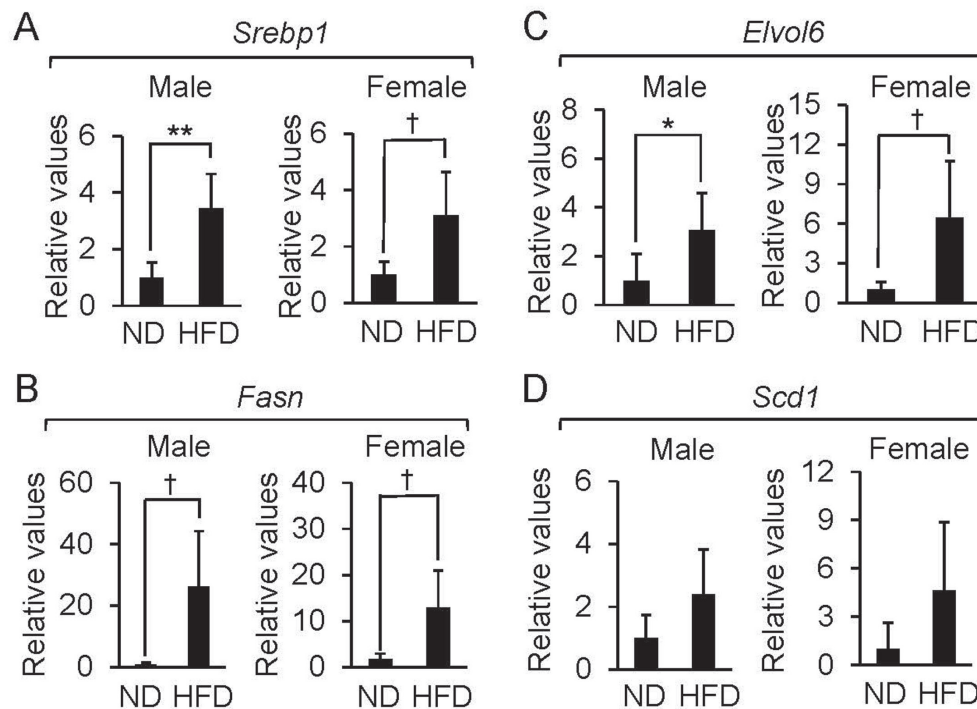 A
Srebp1
Male
Female
Relative values
6
4
2
0
**
ND HFD
Relative values
6
4
2
0
†
ND HFD
C
Elvol6
Male
Female
Relative values
8
6
4
2
0
*
ND HFD
Relative values
15
12
9
6
3
0
†
ND HFD
B
Fasn
Male
Female
Relative values
60
40
20
0
†
ND HFD
Relative values
40
30
20
10
0
†
ND HFD
D
Scd1
Male
Female
Relative values
6
4
2
0
ND HFD
Relative values
12
9
6
3
0
ND HFD